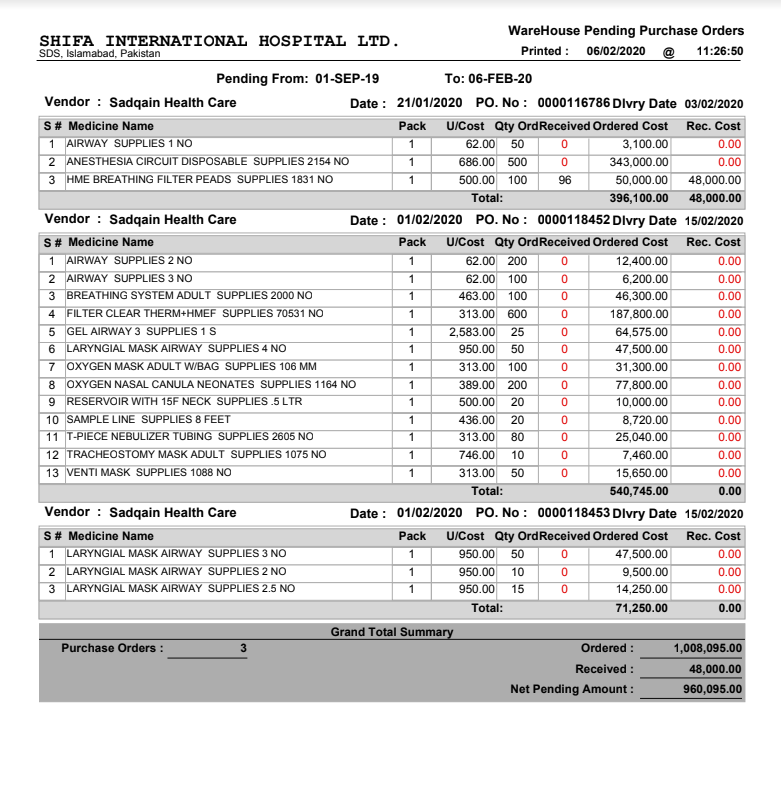 WareHouse Pending Purchase Orders
SHIFA INTERNATIONAL HOSPITAL LTD.
SDS, Islamabad, Pakistan
Printed : 06/02/2020 @ 11:26:50
Pending From: 01-SEP-19 To: 06-FEB-20
Vendor : Sadqain Health Care Date : 21/01/2020 PO. No : 0000116786 Dlvry Date 03/02/2020
S # Medicine Name Pack U/Cost Qty Ord Received Ordered Cost Rec. Cost
1 AIRWAY SUPPLIES 1 NO 1 62.00 50 0 3,100.00 0.00
2 ANESTHESIA CIRCUIT DISPOSABLE SUPPLIES 2154 NO 1 686.00 500 0 343,000.00 0.00
3 HME BREATHING FILTER PEADS SUPPLIES 1831 NO 1 500.00 100 96 50,000.00 48,000.00
Total: 396,100.00 48,000.00
Vendor : Sadqain Health Care Date : 01/02/2020 PO. No : 0000118452 Dlvry Date 15/02/2020
S # Medicine Name Pack U/Cost Qty Ord Received Ordered Cost Rec. Cost
1 AIRWAY SUPPLIES 2 NO 1 62.00 200 0 12,400.00 0.00
2 AIRWAY SUPPLIES 3 NO 1 62.00 100 0 6,200.00 0.00
3 BREATHING SYSTEM ADULT SUPPLIES 2000 NO 1 463.00 100 0 46,300.00 0.00
4 FILTER CLEAR THERM+HMEF SUPPLIES 70531 NO 1 313.00 600 0 187,800.00 0.00
5 GEL AIRWAY 3 SUPPLIES 1 S 1 2,583.00 25 0 64,575.00 0.00
6 LARYNGIAL MASK AIRWAY SUPPLIES 4 NO 1 950.00 50 0 47,500.00 0.00
7 OXYGEN MASK ADULT W/BAG SUPPLIES 106 MM 1 313.00 100 0 31,300.00 0.00
8 OXYGEN NASAL CANULA NEONATES SUPPLIES 1164 NO 1 389.00 200 0 77,800.00 0.00
9 RESERVOIR WITH 15F NECK SUPPLIES .5 LTR 1 500.00 20 0 10,000.00 0.00
10 SAMPLE LINE SUPPLIES 8 FEET 1 436.00 20 0 8,720.00 0.00
11 T-PIECE NEBULIZER TUBING SUPPLIES 2605 NO 1 313.00 80 0 25,040.00 0.00
12 TRACHEOSTOMY MASK ADULT SUPPLIES 1075 NO 1 746.00 10 0 7,460.00 0.00
13 VENTI MASK SUPPLIES 1088 NO 1 313.00 50 0 15,650.00 0.00
Total: 540,745.00 0.00
Vendor : Sadqain Health Care Date : 01/02/2020 PO. No : 0000118453 Dlvry Date 15/02/2020
S # Medicine Name Pack U/Cost Qty Ord Received Ordered Cost Rec. Cost
1 LARYNGIAL MASK AIRWAY SUPPLIES 3 NO 1 950.00 50 0 47,500.00 0.00
2 LARYNGIAL MASK AIRWAY SUPPLIES 2 NO 1 950.00 10 0 9,500.00 0.00
3 LARYNGIAL MASK AIRWAY SUPPLIES 2.5 NO 1 950.00 15 0 14,250.00 0.00
Total: 71,250.00 0.00
Grand Total Summary
Purchase Orders : 3 Ordered : 1,008,095.00
Received : 48,000.00
Net Pending Amount : 960,095.00